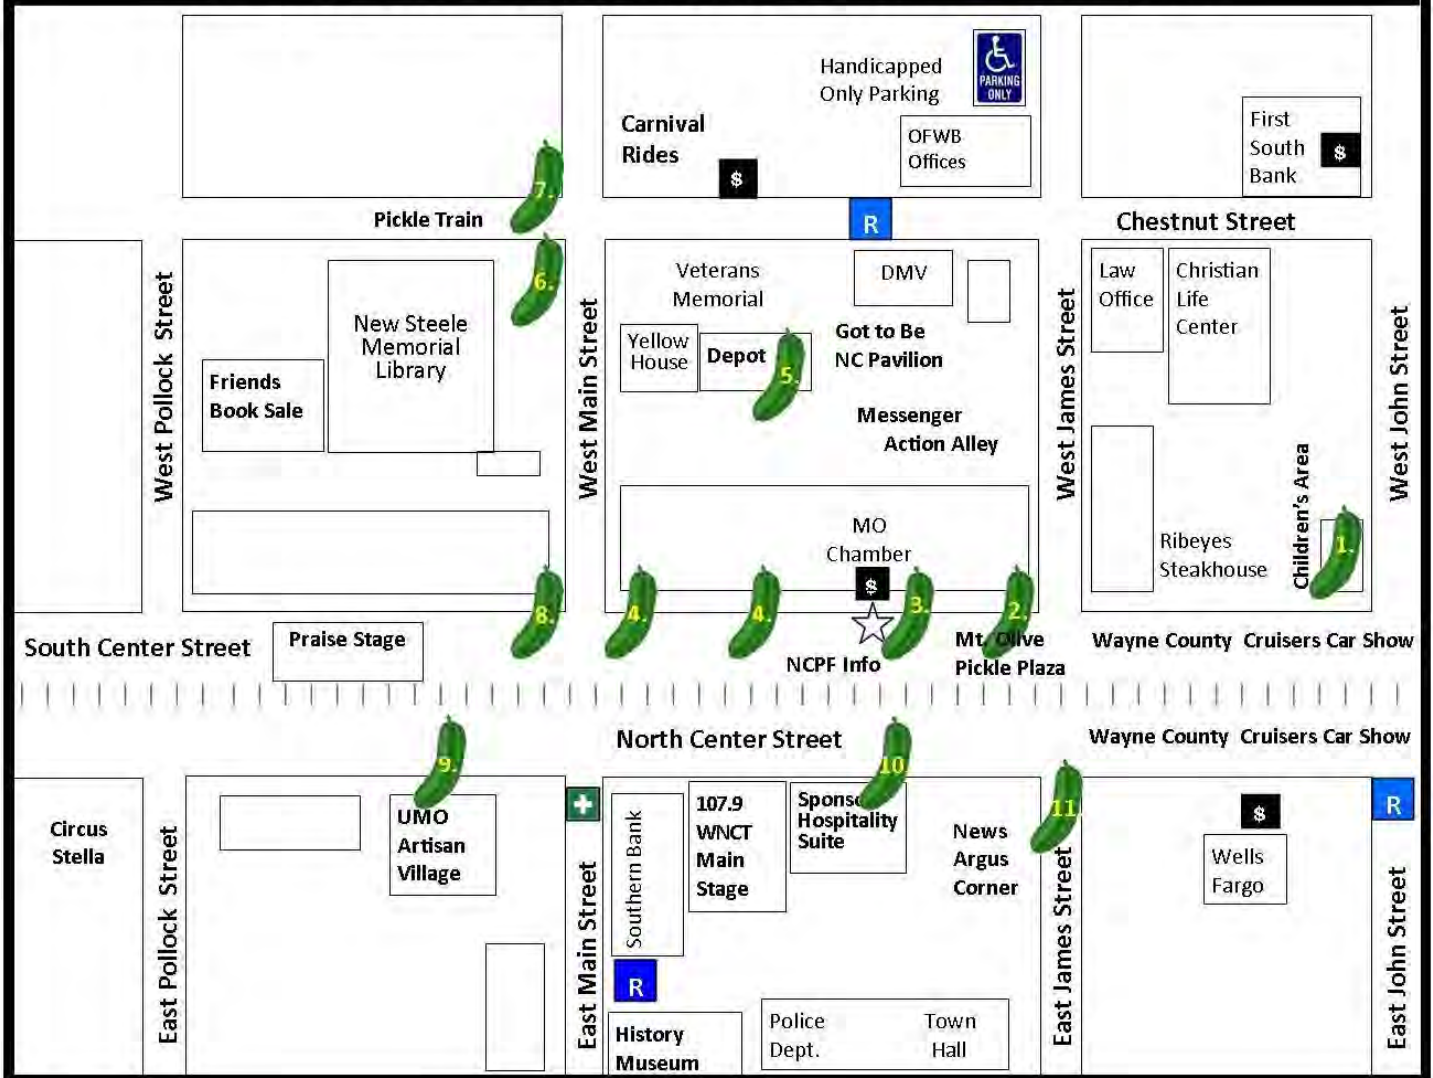 Handicapped
Only Parking
PARKING
ONLY
Carnival
Rides
$
OFWB
Offices
First
South
Bank
$
7.
Pickle Train
R
Chestnut Street
6.
West Pollock Street
New Steele
Memorial
Library
Friends
Book Sale
West Main Street
Veterans
Memorial
DMV
Yellow
House
Depot
5.
Got to Be
NC Pavilion
Messenger
Action Alley
West James Street
Law
Office
Christian
Life
Center
West John Street
Children's Area
1.
Ribeyes
Steakhouse
MO
Chamber
$
8.
4.
4.
3.
2.
South Center Street
Praise Stage
NCPF Info
Mt. Olive
Pickle Plaza
Wayne County Cruisers Car Show
9.
North Center Street
10
Wayne County Cruisers Car Show
11
Circus
Stella
East Pollock Street
UMO
Artisan
Village
East Main Street
Southern Bank
107.9
WNCT
Main
Stage
Hospitality
Suite
News
Argus
Corner
East James Street
$
Wells
Fargo
R
East John Street
R
History
Museum
Police
Dept.
Town
Hall